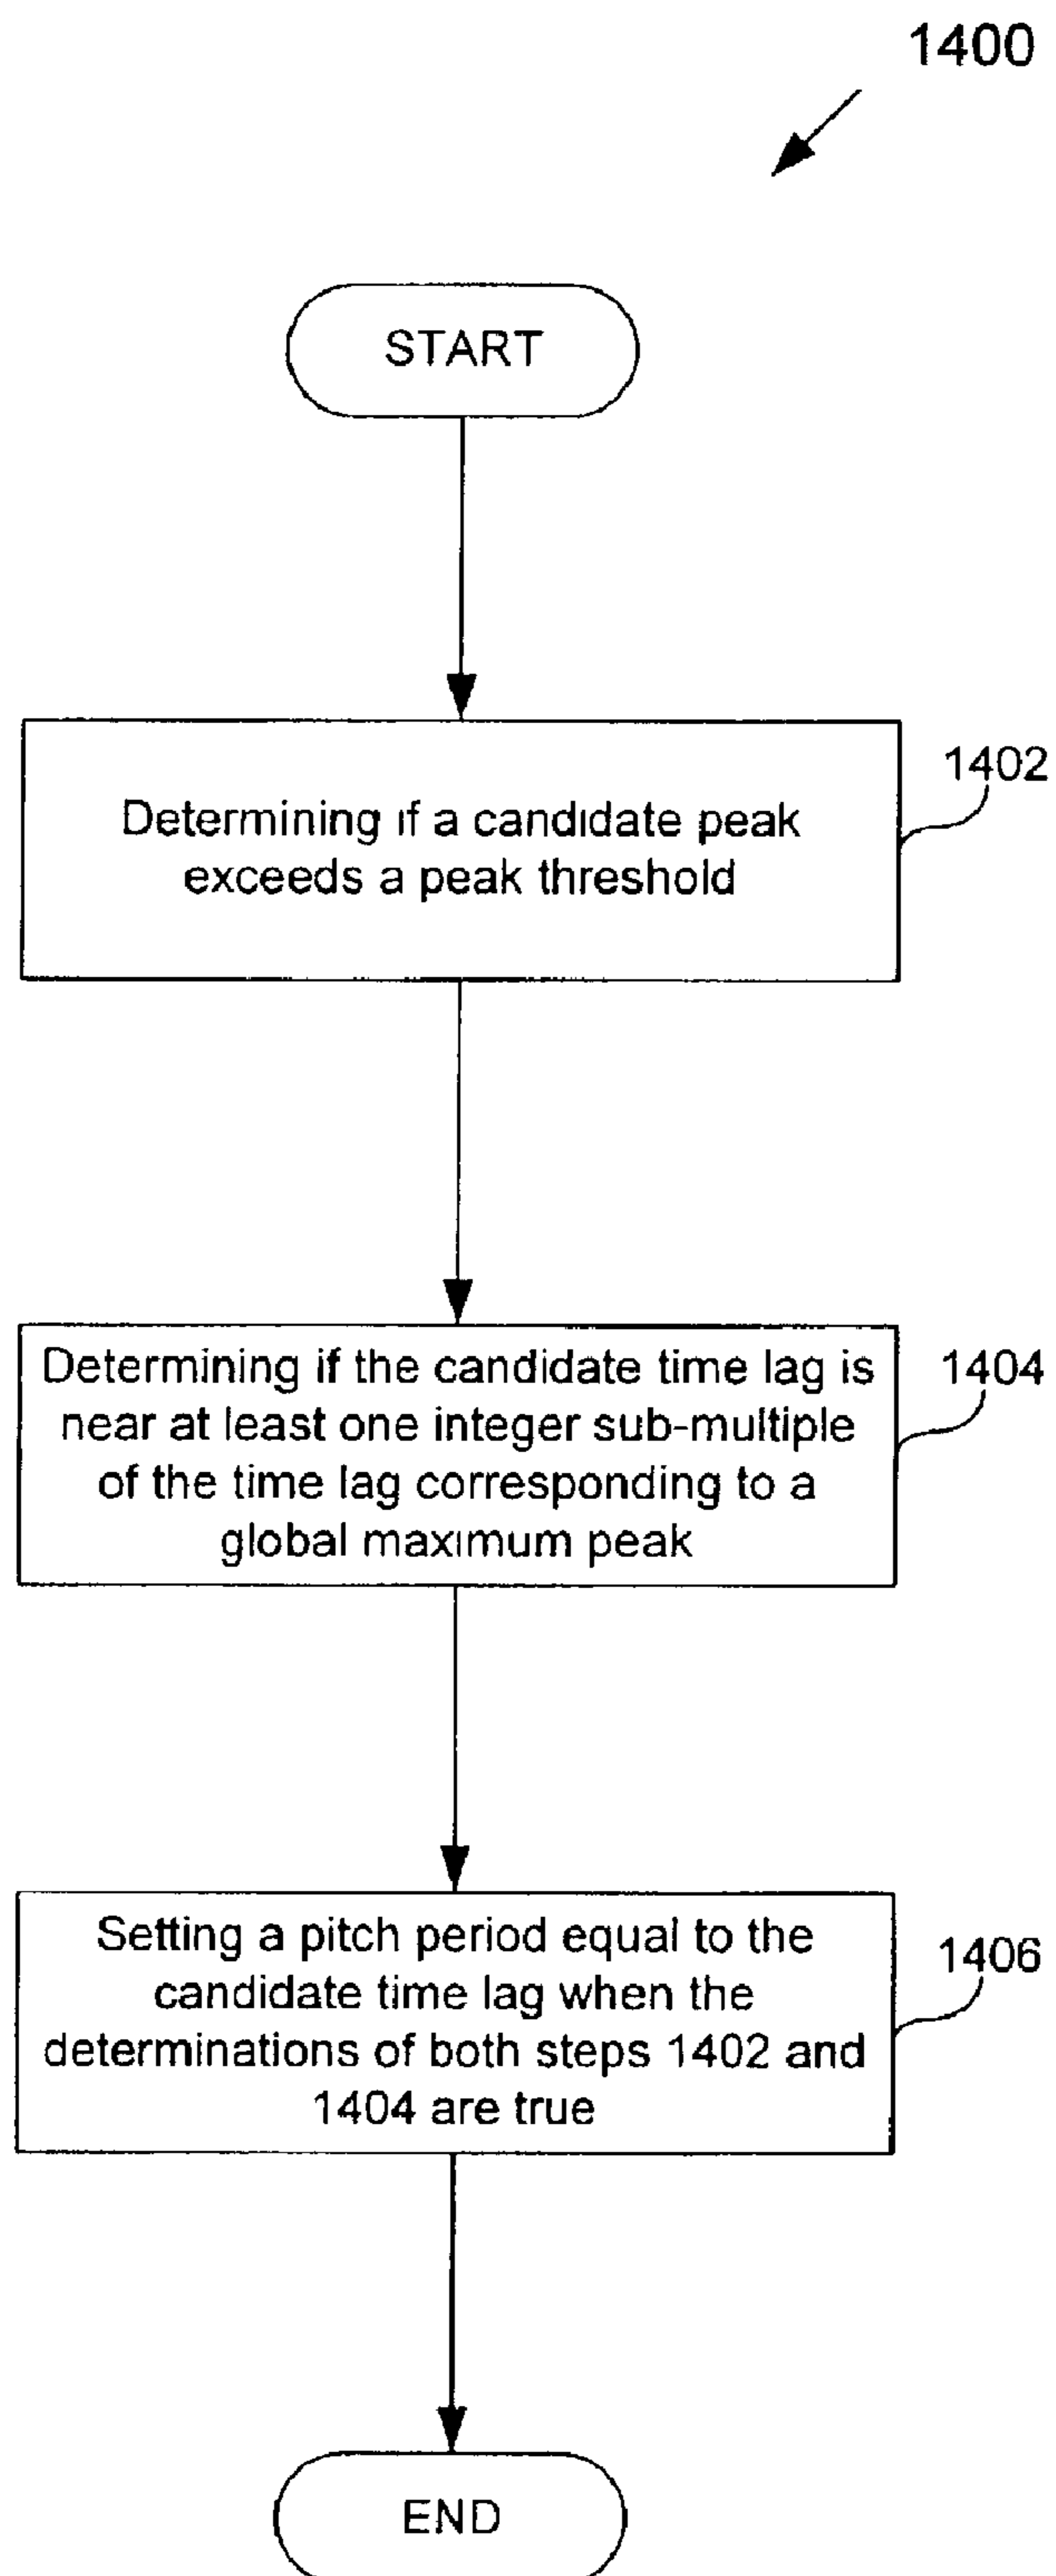 1400
START
Determining if a candidate peak
exceeds a peak threshold
1402
Determining if the candidate time lag is
near at least one integer sub-multiple
of the time lag corresponding to a
global maximum peak
1404
Setting a pitch period equal to the
candidate time lag when the
determinations of both steps 1402 and
1404 are true
1406
END